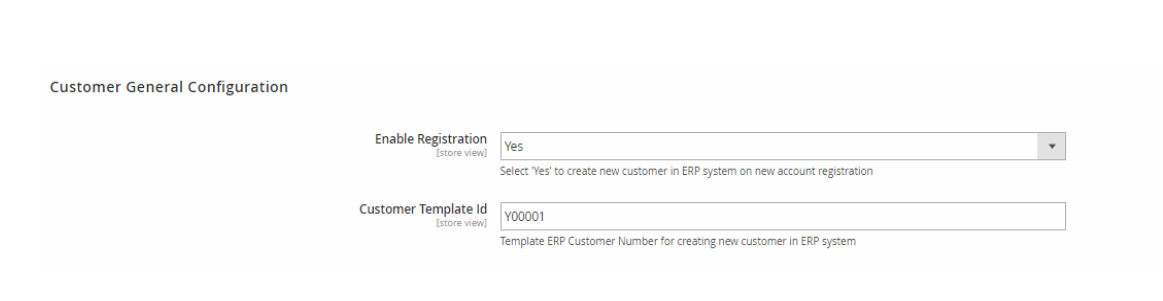 Customer General Configuration
Enable Registration
[store view]
Yes
Select 'Yes' to create new customer in ERP system on new account registration
Customer Template Id
[store view]
Y00001
Template ERP Customer Number for creating new customer in ERP system